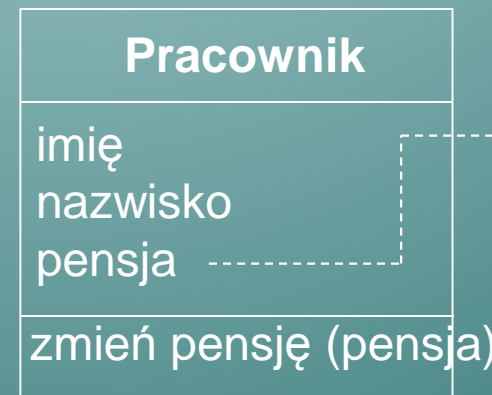 Pracownik
imię
nazwisko
pensja
zmień pensję (pensja)